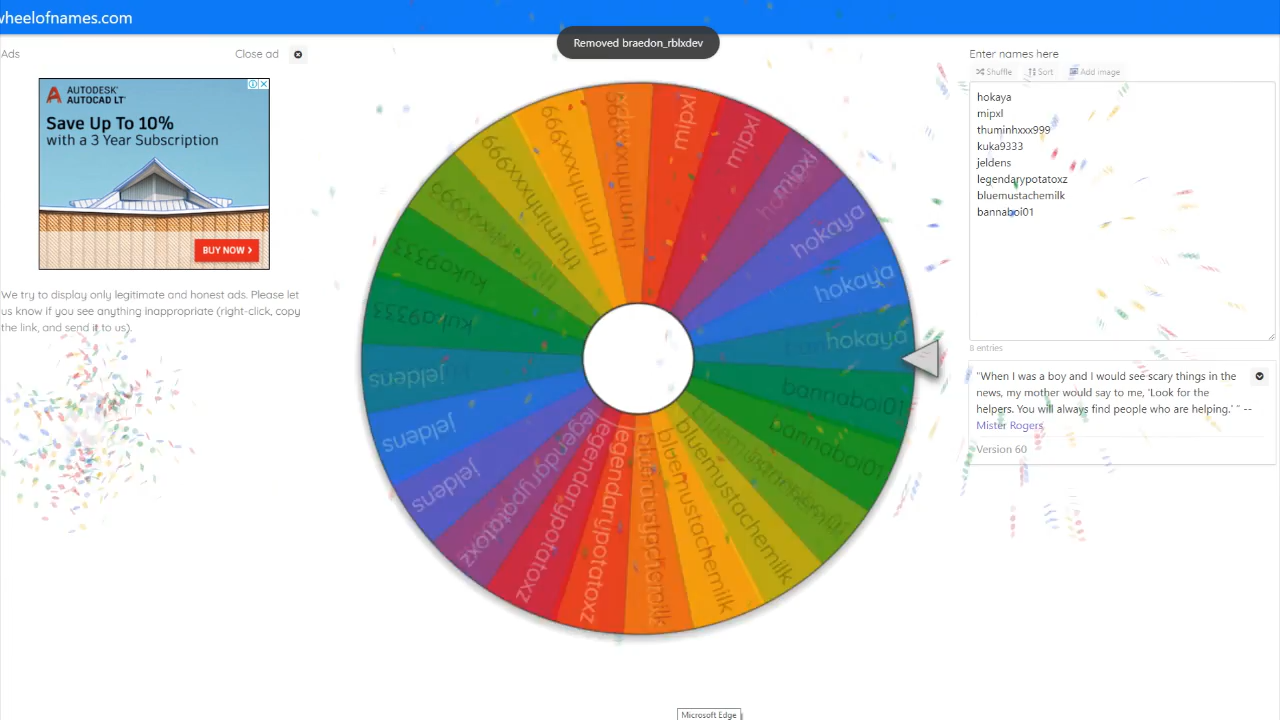 wheelofnames.com
Removed braedon_rblxdev
Ads
Close ad
AUTODESK®
AUTOCAD LT®
Save Up To 10%
with a 3 Year Subscription
BUY NOW >
We try to display only legitimate and honest ads. Please let
us know if you see anything inappropriate (right-click, copy
the link, and send it to us).
mipxl
mipxl
mipxl
hokaya
hokaya
hokaya
bannaboi01
bannaboi01
bluemustachemilk
bluemustachemilk
bluemustachemilk
legendarypotatoxz
legendarypotatoxz
legendarypotatoxz
jeldens
jeldens
jeldens
kuka9333
kuka9333
thuminhxxx999
thuminhxxx999
thuminhxxx999
Enter names here
Shuffle
Sort
Add image
hokaya
mipxl
thuminhxxx999
kuka9333
jeldens
legendarypotatoxz
bluemustachemilk
bannaboi01
8 entries
"When I was a boy and I would see scary things in the
news, my mother would say to me, 'Look for the
helpers. You will always find people who are helping.' " --
Mister Rogers
Version 60
Microsoft Edge